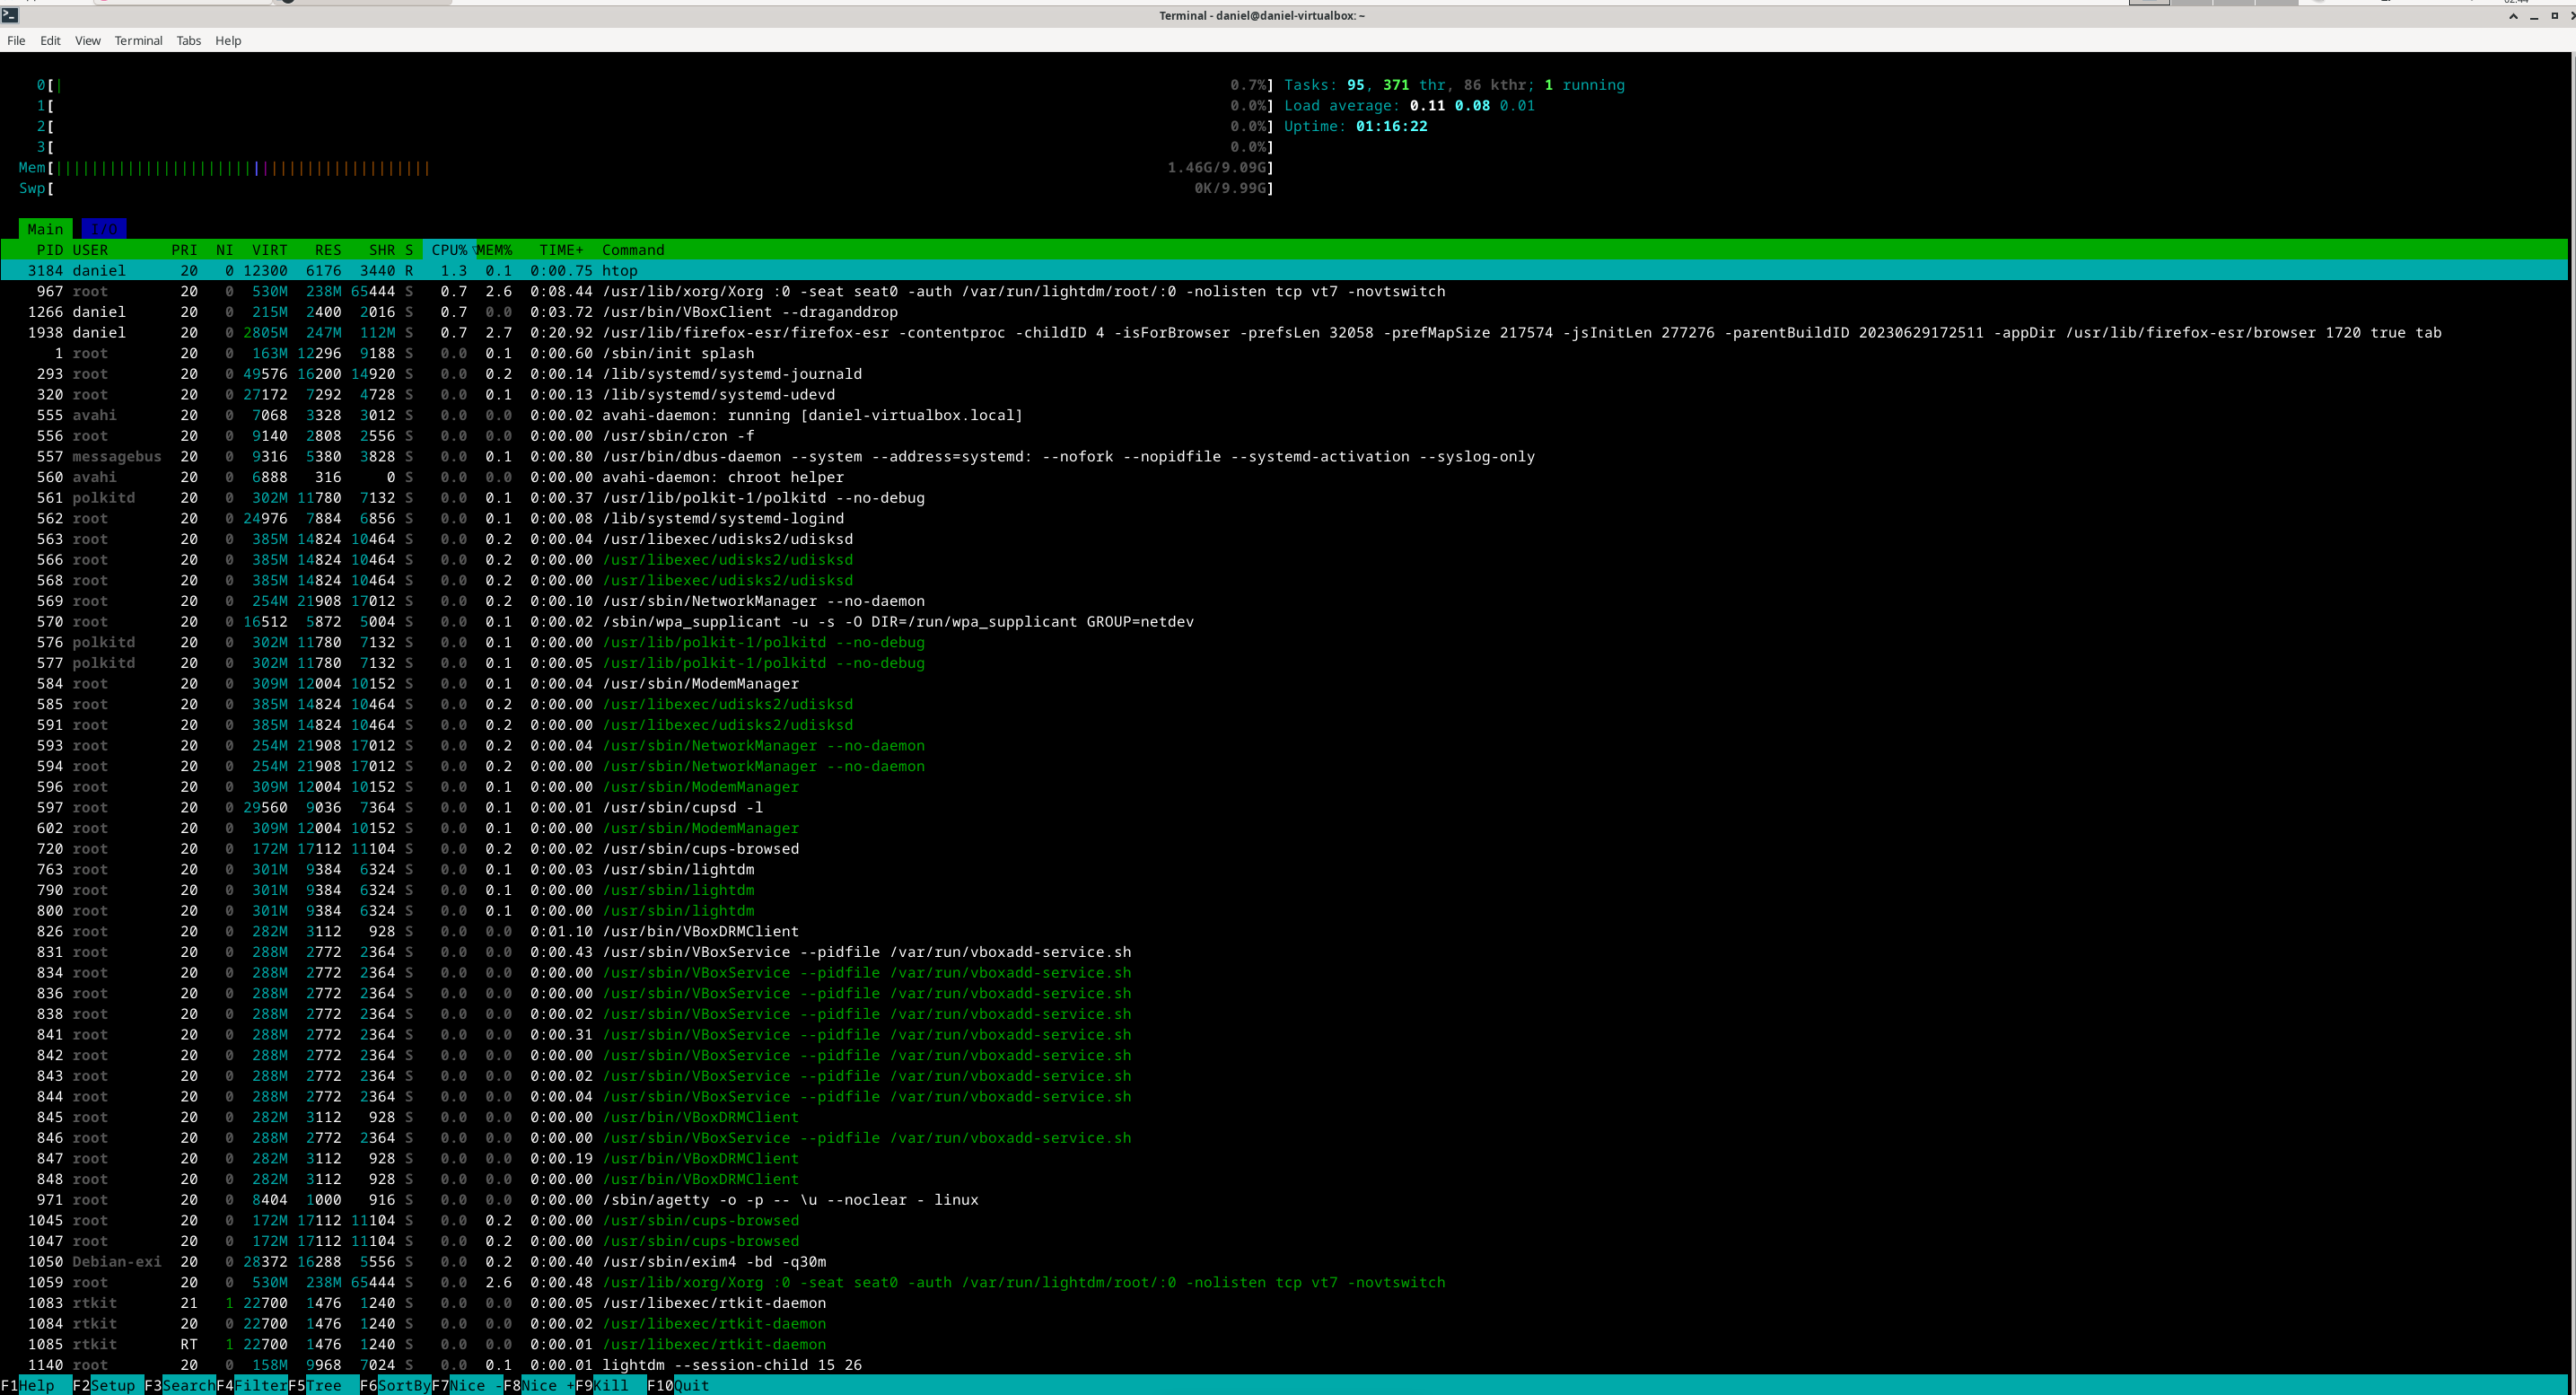 Terminal - daniel@daniel-virtualbox: ~
File Edit View Terminal Tabs Help
0[| 0.7%] Tasks: 95, 371 thr, 86 kthr; 1 running
1[ 0.0%] Load average: 0.11 0.08 0.01
2[ 0.0%] Uptime: 01:16:22
3[ 0.0%]
Mem[||||||||||||||||||||||||||||||||||||||||||| 1.46G/9.09G]
Swp[ 0K/9.99G]
Main I/O
PID USER PRI NI VIRT RES SHR S CPU%▽MEM% TIME+ Command
3184 daniel 20 0 12300 6176 3440 R 1.3 0.1 0:00.75 htop
967 root 20 0 530M 238M 65444 S 0.7 2.6 0:08.44 /usr/lib/xorg/Xorg :0 -seat seat0 -auth /var/run/lightdm/root/:0 -nolisten tcp vt7 -novtswitch
1266 daniel 20 0 215M 2400 2016 S 0.7 0.0 0:03.72 /usr/bin/VBoxClient --draganddrop
1938 daniel 20 0 2805M 247M 112M S 0.7 2.7 0:20.92 /usr/lib/firefox-esr/firefox-esr -contentproc -childID 4 -isForBrowser -prefsLen 32058 -prefMapSize 217574 -jsInitLen 277276 -parentBuildID 20230629172511 -appDir /usr/lib/firefox-esr/browser 1720 true tab
1 root 20 0 163M 12296 9188 S 0.0 0.1 0:00.60 /sbin/init splash
293 root 20 0 49576 16200 14920 S 0.0 0.2 0:00.14 /lib/systemd/systemd-journald
320 root 20 0 27172 7292 4728 S 0.0 0.1 0:00.13 /lib/systemd/systemd-udevd
555 avahi 20 0 7068 3328 3012 S 0.0 0.0 0:00.02 avahi-daemon: running [daniel-virtualbox.local]
556 root 20 0 9140 2808 2556 S 0.0 0.0 0:00.00 /usr/sbin/cron -f
557 messagebus 20 0 9316 5380 3828 S 0.0 0.1 0:00.80 /usr/bin/dbus-daemon --system --address=systemd: --nofork --nopidfile --systemd-activation --syslog-only
560 avahi 20 0 6888 316 0 S 0.0 0.0 0:00.00 avahi-daemon: chroot helper
561 polkitd 20 0 302M 11780 7132 S 0.0 0.1 0:00.37 /usr/lib/polkit-1/polkitd --no-debug
562 root 20 0 24976 7884 6856 S 0.0 0.1 0:00.08 /lib/systemd/systemd-logind
563 root 20 0 385M 14824 10464 S 0.0 0.2 0:00.04 /usr/libexec/udisks2/udisksd
566 root 20 0 385M 14824 10464 S 0.0 0.2 0:00.00 /usr/libexec/udisks2/udisksd
568 root 20 0 385M 14824 10464 S 0.0 0.2 0:00.00 /usr/libexec/udisks2/udisksd
569 root 20 0 254M 21908 17012 S 0.0 0.2 0:00.10 /usr/sbin/NetworkManager --no-daemon
570 root 20 0 16512 5872 5004 S 0.0 0.1 0:00.02 /sbin/wpa_supplicant -u -s -O DIR=/run/wpa_supplicant GROUP=netdev
576 polkitd 20 0 302M 11780 7132 S 0.0 0.1 0:00.00 /usr/lib/polkit-1/polkitd --no-debug
577 polkitd 20 0 302M 11780 7132 S 0.0 0.1 0:00.05 /usr/lib/polkit-1/polkitd --no-debug
584 root 20 0 309M 12004 10152 S 0.0 0.1 0:00.04 /usr/sbin/ModemManager
585 root 20 0 385M 14824 10464 S 0.0 0.2 0:00.00 /usr/libexec/udisks2/udisksd
591 root 20 0 385M 14824 10464 S 0.0 0.2 0:00.00 /usr/libexec/udisks2/udisksd
593 root 20 0 254M 21908 17012 S 0.0 0.2 0:00.04 /usr/sbin/NetworkManager --no-daemon
594 root 20 0 254M 21908 17012 S 0.0 0.2 0:00.00 /usr/sbin/NetworkManager --no-daemon
596 root 20 0 309M 12004 10152 S 0.0 0.1 0:00.00 /usr/sbin/ModemManager
597 root 20 0 29560 9036 7364 S 0.0 0.1 0:00.01 /usr/sbin/cupsd -l
602 root 20 0 309M 12004 10152 S 0.0 0.1 0:00.00 /usr/sbin/ModemManager
720 root 20 0 172M 17112 11104 S 0.0 0.2 0:00.02 /usr/sbin/cups-browsed
763 root 20 0 301M 9384 6324 S 0.0 0.1 0:00.03 /usr/sbin/lightdm
790 root 20 0 301M 9384 6324 S 0.0 0.1 0:00.00 /usr/sbin/lightdm
800 root 20 0 301M 9384 6324 S 0.0 0.1 0:00.00 /usr/sbin/lightdm
826 root 20 0 282M 3112 928 S 0.0 0.0 0:01.10 /usr/bin/VBoxDRMClient
831 root 20 0 288M 2772 2364 S 0.0 0.0 0:00.43 /usr/sbin/VBoxService --pidfile /var/run/vboxadd-service.sh
834 root 20 0 288M 2772 2364 S 0.0 0.0 0:00.00 /usr/sbin/VBoxService --pidfile /var/run/vboxadd-service.sh
836 root 20 0 288M 2772 2364 S 0.0 0.0 0:00.00 /usr/sbin/VBoxService --pidfile /var/run/vboxadd-service.sh
838 root 20 0 288M 2772 2364 S 0.0 0.0 0:00.02 /usr/sbin/VBoxService --pidfile /var/run/vboxadd-service.sh
841 root 20 0 288M 2772 2364 S 0.0 0.0 0:00.31 /usr/sbin/VBoxService --pidfile /var/run/vboxadd-service.sh
842 root 20 0 288M 2772 2364 S 0.0 0.0 0:00.00 /usr/sbin/VBoxService --pidfile /var/run/vboxadd-service.sh
843 root 20 0 288M 2772 2364 S 0.0 0.0 0:00.02 /usr/sbin/VBoxService --pidfile /var/run/vboxadd-service.sh
844 root 20 0 288M 2772 2364 S 0.0 0.0 0:00.04 /usr/sbin/VBoxService --pidfile /var/run/vboxadd-service.sh
845 root 20 0 282M 3112 928 S 0.0 0.0 0:00.00 /usr/bin/VBoxDRMClient
846 root 20 0 288M 2772 2364 S 0.0 0.0 0:00.00 /usr/sbin/VBoxService --pidfile /var/run/vboxadd-service.sh
847 root 20 0 282M 3112 928 S 0.0 0.0 0:00.19 /usr/bin/VBoxDRMClient
848 root 20 0 282M 3112 928 S 0.0 0.0 0:00.00 /usr/bin/VBoxDRMClient
971 root 20 0 8404 1000 916 S 0.0 0.0 0:00.00 /sbin/agetty -o -p -- \u --noclear - linux
1045 root 20 0 172M 17112 11104 S 0.0 0.2 0:00.00 /usr/sbin/cups-browsed
1047 root 20 0 172M 17112 11104 S 0.0 0.2 0:00.00 /usr/sbin/cups-browsed
1050 Debian-exi 20 0 28372 16288 5556 S 0.0 0.2 0:00.40 /usr/sbin/exim4 -bd -q30m
1059 root 20 0 530M 238M 65444 S 0.0 2.6 0:00.48 /usr/lib/xorg/Xorg :0 -seat seat0 -auth /var/run/lightdm/root/:0 -nolisten tcp vt7 -novtswitch
1083 rtkit 21 1 22700 1476 1240 S 0.0 0.0 0:00.05 /usr/libexec/rtkit-daemon
1084 rtkit 20 0 22700 1476 1240 S 0.0 0.0 0:00.02 /usr/libexec/rtkit-daemon
1085 rtkit RT 1 22700 1476 1240 S 0.0 0.0 0:00.01 /usr/libexec/rtkit-daemon
1140 root 20 0 158M 9968 7024 S 0.0 0.1 0:00.01 lightdm --session-child 15 26
F1Help F2Setup F3SearchF4FilterF5Tree F6SortByF7Nice -F8Nice +F9Kill F10Quit